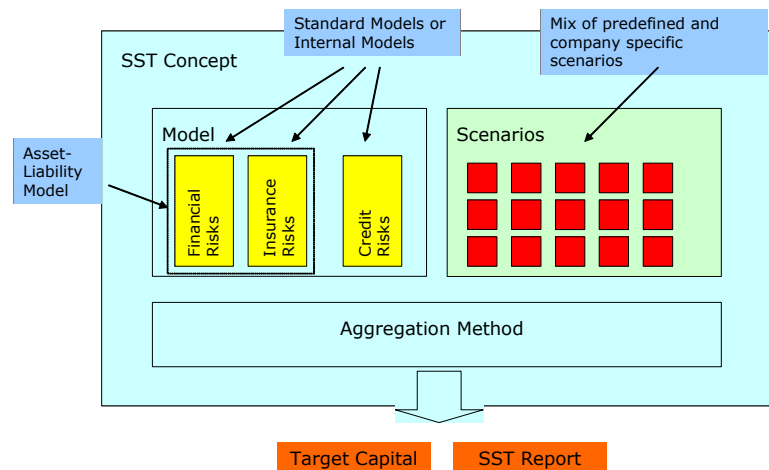 Standard Models or
Internal Models
Mix of predefined and
company specific
scenarios
SST Concept
Asset-
Liability
Model
Model
Financial
Risks
Insurance
Risks
Credit
Risks
Scenarios
Aggregation Method
Target Capital
SST Report